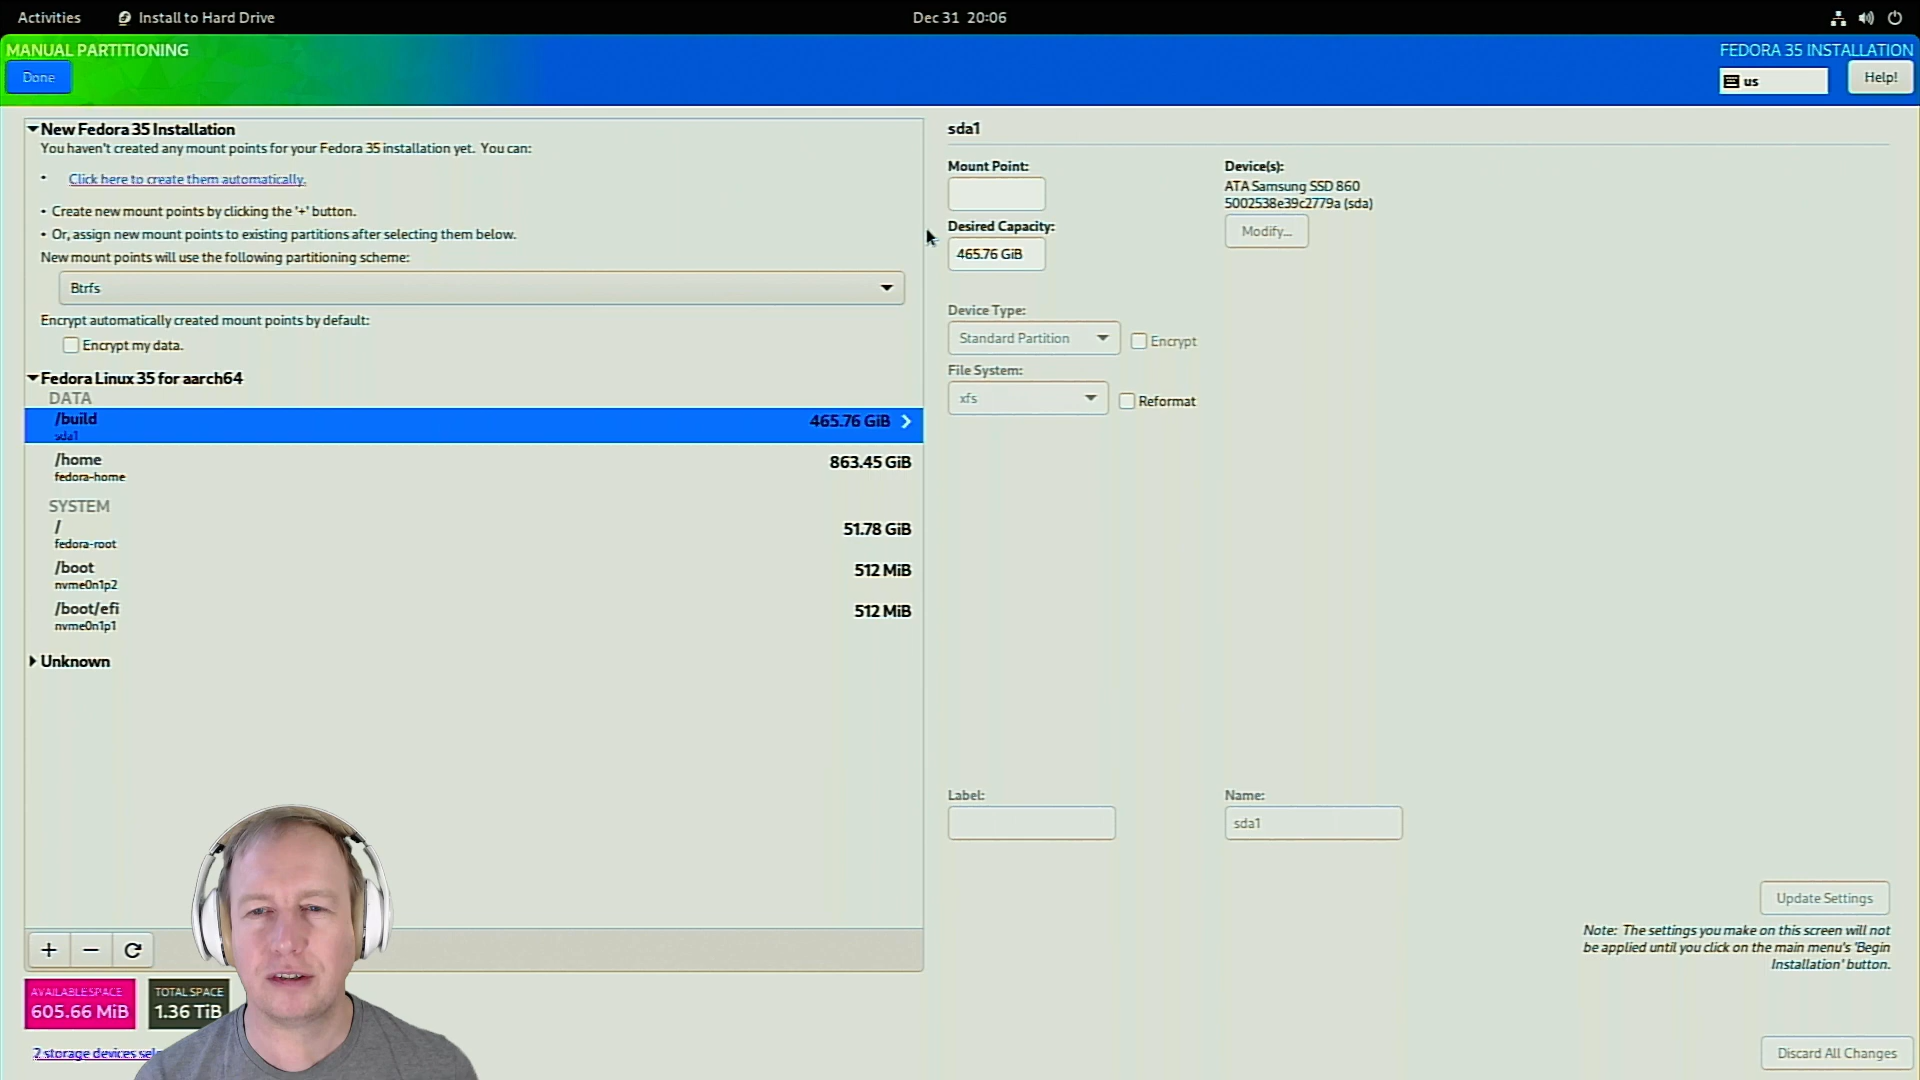 Activities
Install to Hard Drive
Dec 31 20:06
MANUAL PARTITIONING
FEDORA 35 INSTALLATION
Done
us
Help!
New Fedora 35 Installation
You haven't created any mount points for your Fedora 35 installation yet. You can:
• Click here to create them automatically.
• Create new mount points by clicking the '+' button.
• Or, assign new mount points to existing partitions after selecting them below.
New mount points will use the following partitioning scheme:
Btrfs
Encrypt automatically created mount points by default:
Encrypt my data.
Fedora Linux 35 for aarch64
DATA
/build 465.76 GiB
sda1
/home 863.45 GiB
fedora-home
SYSTEM
/ 51.78 GiB
fedora-root
/boot 512 MiB
nvme0n1p2
/boot/efi 512 MiB
nvme0n1p1
Unknown
+ −
AVAILABLE SPACE
605.66 MiB
TOTAL SPACE
1.36 TiB
2 storage devices
sda1
Mount Point:
Device(s):
ATA Samsung SSD 860
5002538e39c2779a (sda)
Modify...
Desired Capacity:
465.76 GiB
Device Type:
Standard Partition
Encrypt
File System:
xfs
Reformat
Label:
Name:
sda1
Update Settings
Note: The settings you make on this screen will not
be applied until you click on the main menu's 'Begin
Installation' button.
Discard All Changes